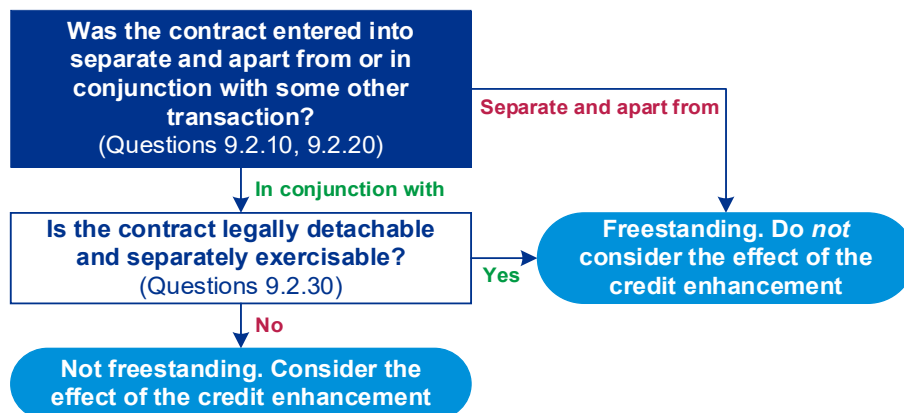 Was the contract entered into
separate and apart from or in
conjunction with some other
transaction?
(Questions 9.2.10, 9.2.20)
Separate and apart from
In conjunction with
Is the contract legally detachable
and separately exercisable?
(Questions 9.2.30)
Yes
Freestanding. Do not
consider the effect of the
credit enhancement
No
Not freestanding. Consider the
effect of the credit enhancement